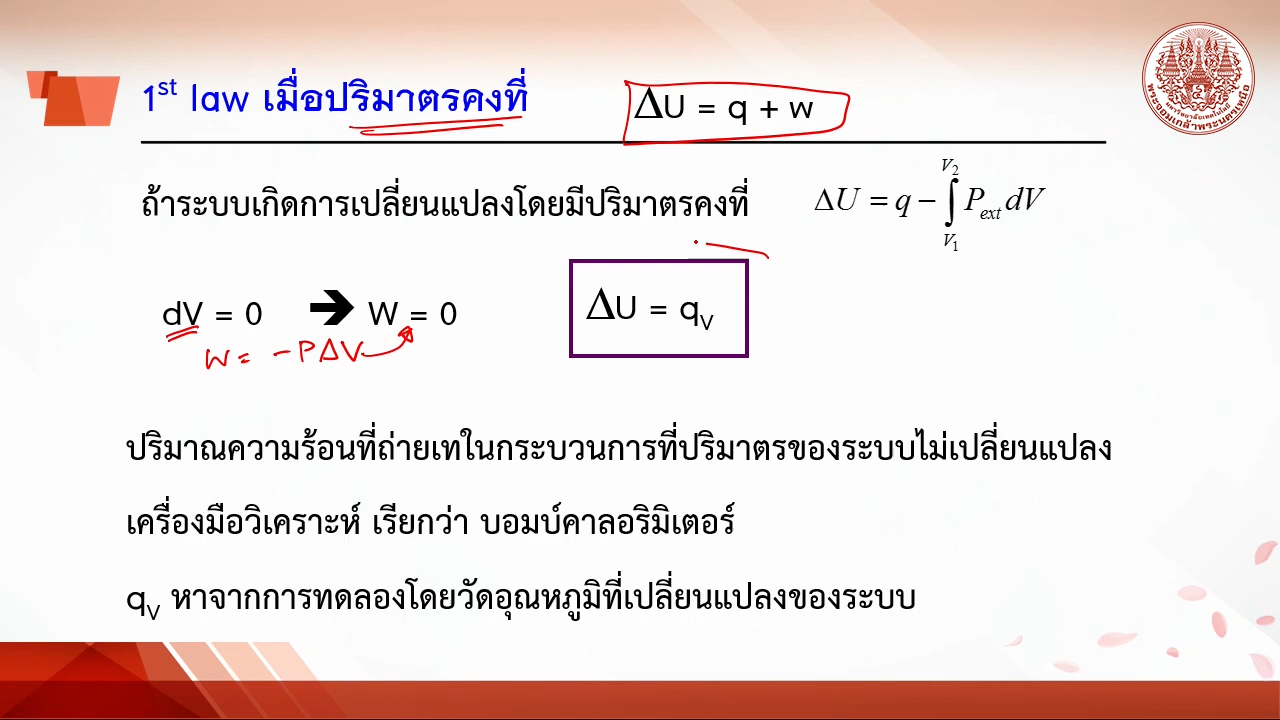 1st law เมื่อปริมาตรคงที่
ΔU = q + w
ถ้าระบบเกิดการเปลี่ยนแปลงโดยมีปริมาตรคงที่
ΔU = q − ∫V₁V₂ Pext dV
dV = 0 ➔ W = 0
ΔU = qV
W = −PΔV
ปริมาณความร้อนที่ถ่ายเทในกระบวนการที่ปริมาตรของระบบไม่เปลี่ยนแปลง
เครื่องมือวิเคราะห์ เรียกว่า บอมบ์คาลอริมิเตอร์
qV หาจากการทดลองโดยวัดอุณหภูมิที่เปลี่ยนแปลงของระบบ